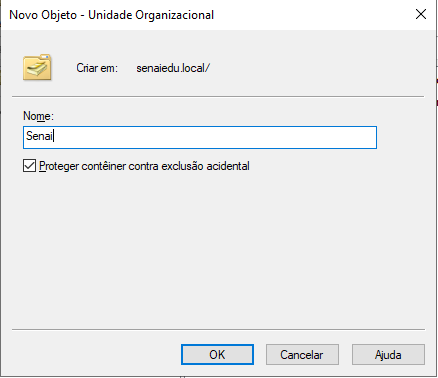 Novo Objeto - Unidade Organizacional
Criar em: senaiedu.local/
Nome:
Senai
Proteger contêiner contra exclusão acidental
OK Cancelar Ajuda